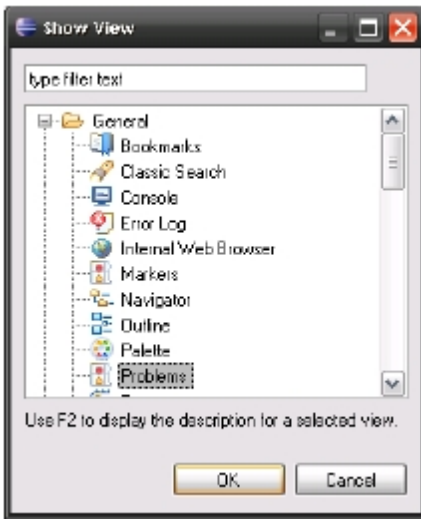 Show View
type filter text
General
Bookmarks
Classic Search
Console
Error Log
Internal Web Browser
Markers
Navigator
Outline
Palette
Problems
Use F2 to display the description for a selected view.
OK
Cancel